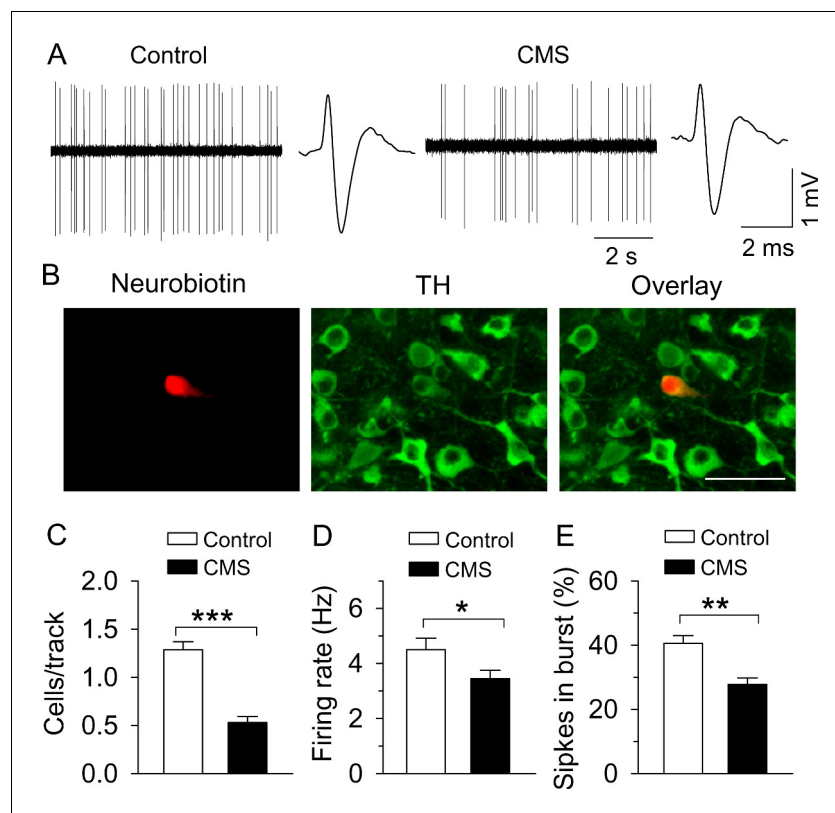 A
Control
CMS
1 mV
2 s
2 ms
B
Neurobiotin
TH
Overlay
C
Control
CMS
Cells/track
2.0
1.5
1.0
0.5
0.0
***
D
Control
CMS
Firing rate (Hz)
6
4
2
0
*
E
Control
CMS
Sipkes in burst (%)
60
40
20
0
**